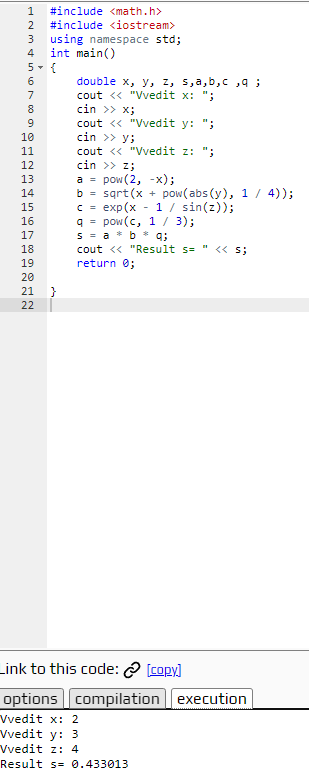 1 #include <math.h>
2 #include <iostream>
3 using namespace std;
4 int main()
5 {
6 double x, y, z, s,a,b,c ,q ;
7 cout << "Vvedit x: ";
8 cin >> x;
9 cout << "Vvedit y: ";
10 cin >> y;
11 cout << "Vvedit z: ";
12 cin >> z;
13 a = pow(2, -x);
14 b = sqrt(x + pow(abs(y), 1 / 4));
15 c = exp(x - 1 / sin(z));
16 q = pow(c, 1 / 3);
17 s = a * b * q;
18 cout << "Result s= " << s;
19 return 0;
20
21 }
22
Link to this code: [copy]
options compilation execution
Vvedit x: 2
Vvedit y: 3
Vvedit z: 4
Result s= 0.433013